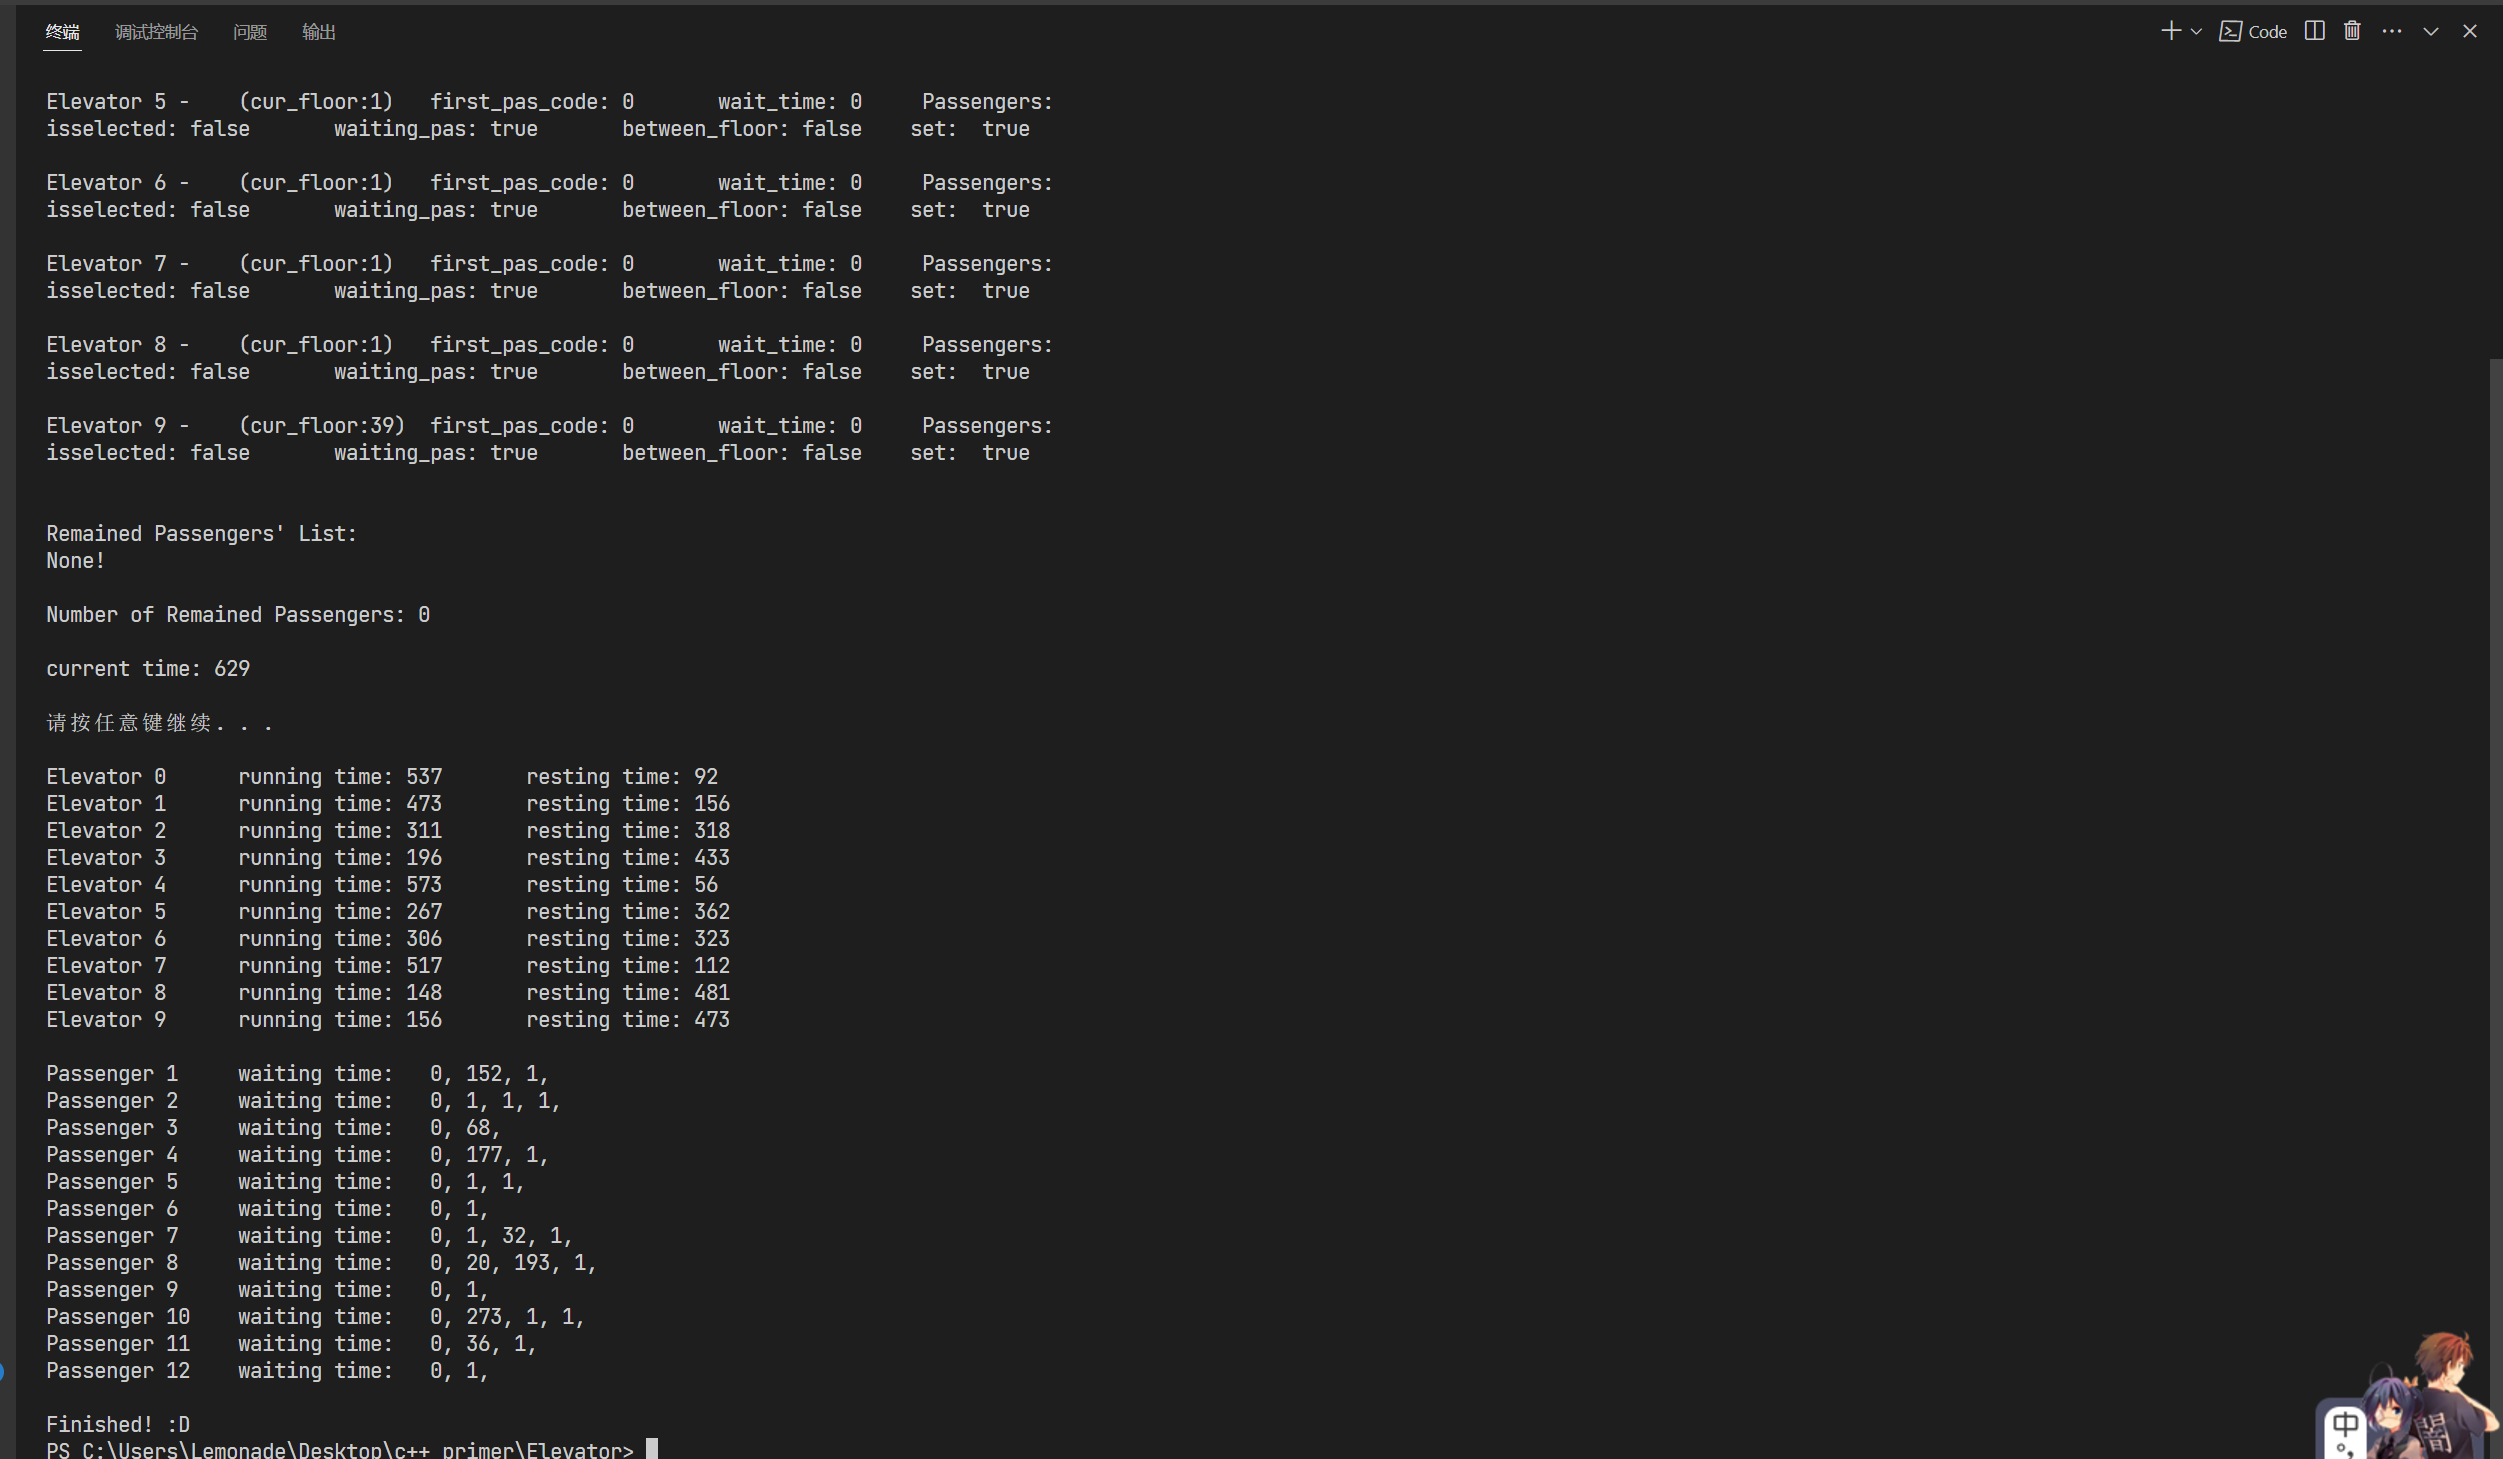 终端 调试控制台 问题 输出 Code
Elevator 5 - (cur_floor:1) first_pas_code: 0 wait_time: 0 Passengers:
isselected: false waiting_pas: true between_floor: false set: true
Elevator 6 - (cur_floor:1) first_pas_code: 0 wait_time: 0 Passengers:
isselected: false waiting_pas: true between_floor: false set: true
Elevator 7 - (cur_floor:1) first_pas_code: 0 wait_time: 0 Passengers:
isselected: false waiting_pas: true between_floor: false set: true
Elevator 8 - (cur_floor:1) first_pas_code: 0 wait_time: 0 Passengers:
isselected: false waiting_pas: true between_floor: false set: true
Elevator 9 - (cur_floor:39) first_pas_code: 0 wait_time: 0 Passengers:
isselected: false waiting_pas: true between_floor: false set: true
Remained Passengers' List:
None!
Number of Remained Passengers: 0
current time: 629
请按任意键继续. . .
Elevator 0 running time: 537 resting time: 92
Elevator 1 running time: 473 resting time: 156
Elevator 2 running time: 311 resting time: 318
Elevator 3 running time: 196 resting time: 433
Elevator 4 running time: 573 resting time: 56
Elevator 5 running time: 267 resting time: 362
Elevator 6 running time: 306 resting time: 323
Elevator 7 running time: 517 resting time: 112
Elevator 8 running time: 148 resting time: 481
Elevator 9 running time: 156 resting time: 473
Passenger 1 waiting time: 0, 152, 1,
Passenger 2 waiting time: 0, 1, 1, 1,
Passenger 3 waiting time: 0, 68,
Passenger 4 waiting time: 0, 177, 1,
Passenger 5 waiting time: 0, 1, 1,
Passenger 6 waiting time: 0, 1,
Passenger 7 waiting time: 0, 1, 32, 1,
Passenger 8 waiting time: 0, 20, 193, 1,
Passenger 9 waiting time: 0, 1,
Passenger 10 waiting time: 0, 273, 1, 1,
Passenger 11 waiting time: 0, 36, 1,
Passenger 12 waiting time: 0, 1,
Finished! :D
PS C:\Users\Lemonade\Desktop\c++ primer\Elevator>
中
闇